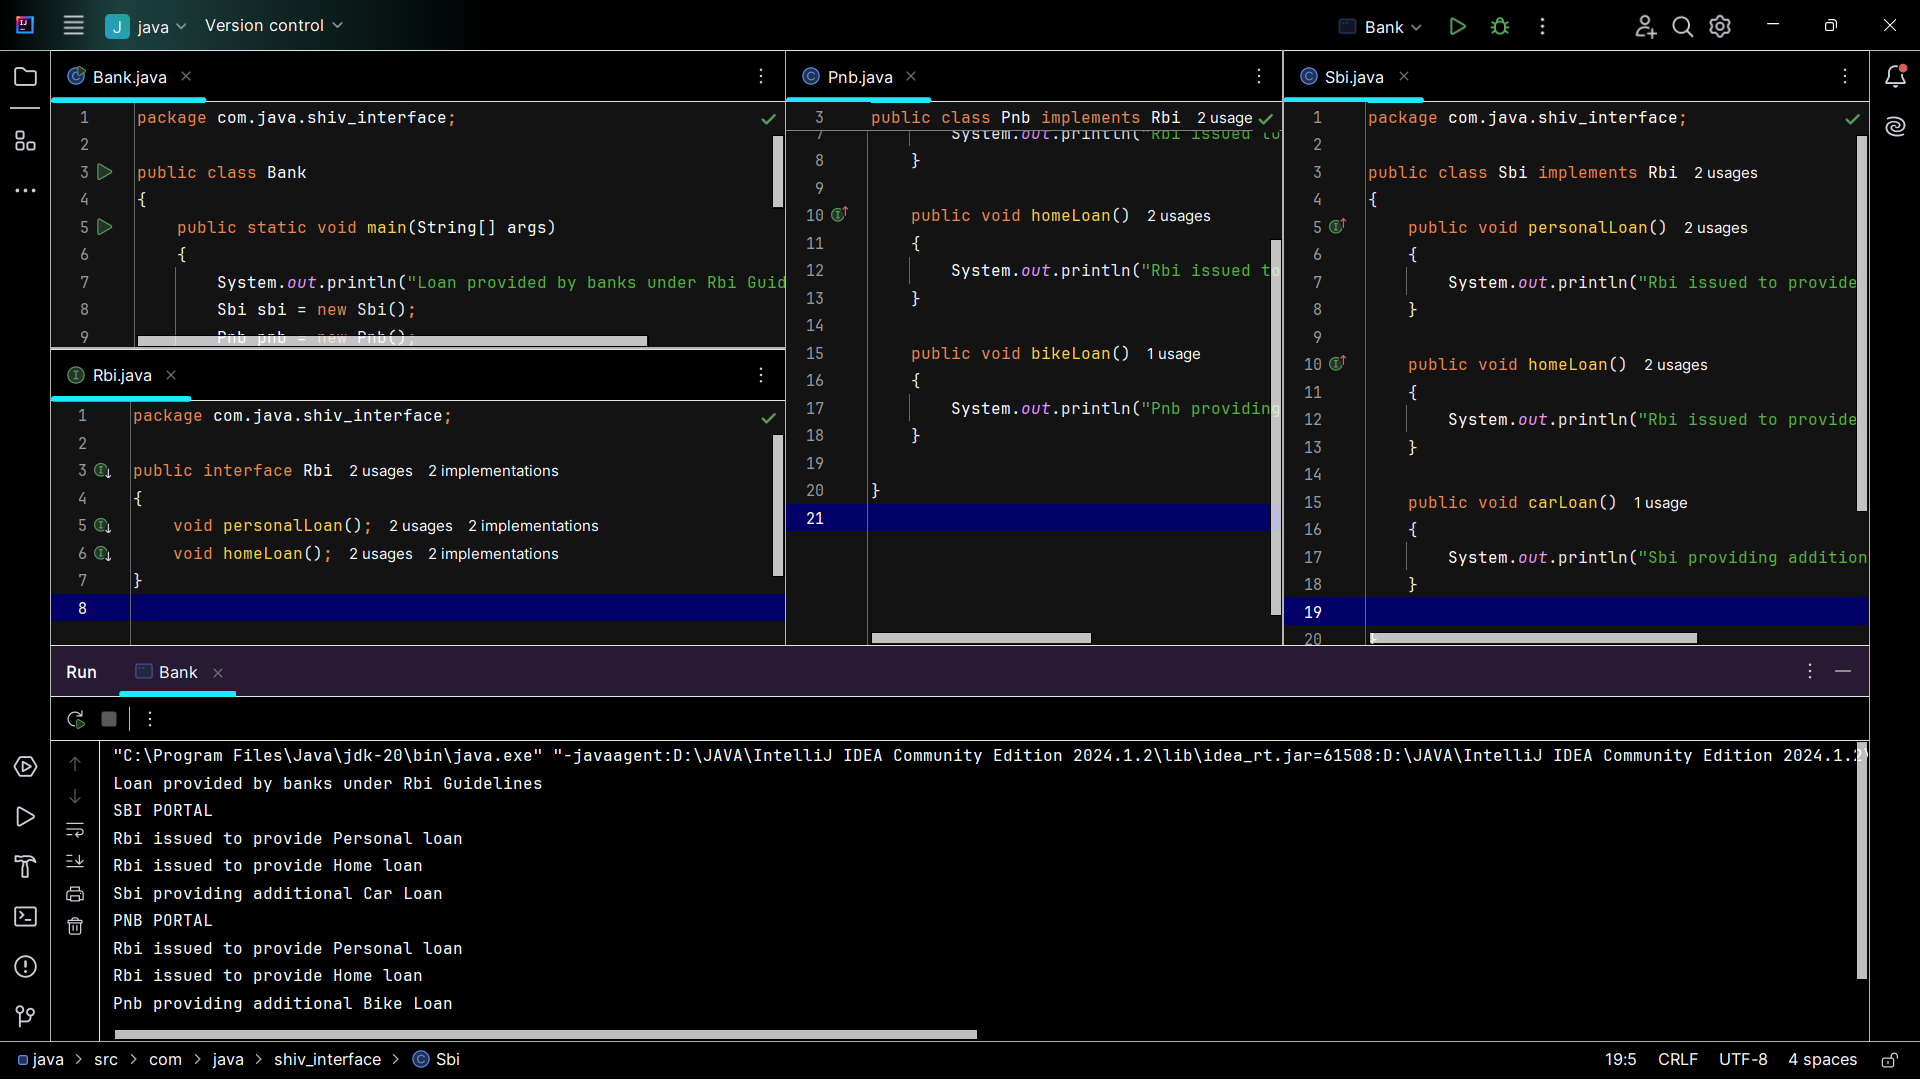 J java Version control Bank
Bank.java
1 package com.java.shiv_interface;
2
3 public class Bank
4 {
5 public static void main(String[] args)
6 {
7 System.out.println("Loan provided by banks under Rbi Guid
8 Sbi sbi = new Sbi();
9 Pnb pnb = new Pnb();
Rbi.java
1 package com.java.shiv_interface;
2
3 public interface Rbi 2 usages 2 implementations
4 {
5 void personalLoan(); 2 usages 2 implementations
6 void homeLoan(); 2 usages 2 implementations
7 }
8
Pnb.java
3 public class Pnb implements Rbi 2 usage
7 System.out.println("Rbi issued to
8 }
9
10 public void homeLoan() 2 usages
11 {
12 System.out.println("Rbi issued to
13 }
14
15 public void bikeLoan() 1 usage
16 {
17 System.out.println("Pnb providing
18 }
19
20 }
21
Sbi.java
1 package com.java.shiv_interface;
2
3 public class Sbi implements Rbi 2 usages
4 {
5 public void personalLoan() 2 usages
6 {
7 System.out.println("Rbi issued to provide
8 }
9
10 public void homeLoan() 2 usages
11 {
12 System.out.println("Rbi issued to provide
13 }
14
15 public void carLoan() 1 usage
16 {
17 System.out.println("Sbi providing addition
18 }
19
20 }
Run Bank
"C:\Program Files\Java\jdk-20\bin\java.exe" "-javaagent:D:\JAVA\IntelliJ IDEA Community Edition 2024.1.2\lib\idea_rt.jar=61508:D:\JAVA\IntelliJ IDEA Community Edition 2024.1.2\
Loan provided by banks under Rbi Guidelines
SBI PORTAL
Rbi issued to provide Personal loan
Rbi issued to provide Home loan
Sbi providing additional Car Loan
PNB PORTAL
Rbi issued to provide Personal loan
Rbi issued to provide Home loan
Pnb providing additional Bike Loan
java > src > com > java > shiv_interface > Sbi 19:5 CRLF UTF-8 4 spaces